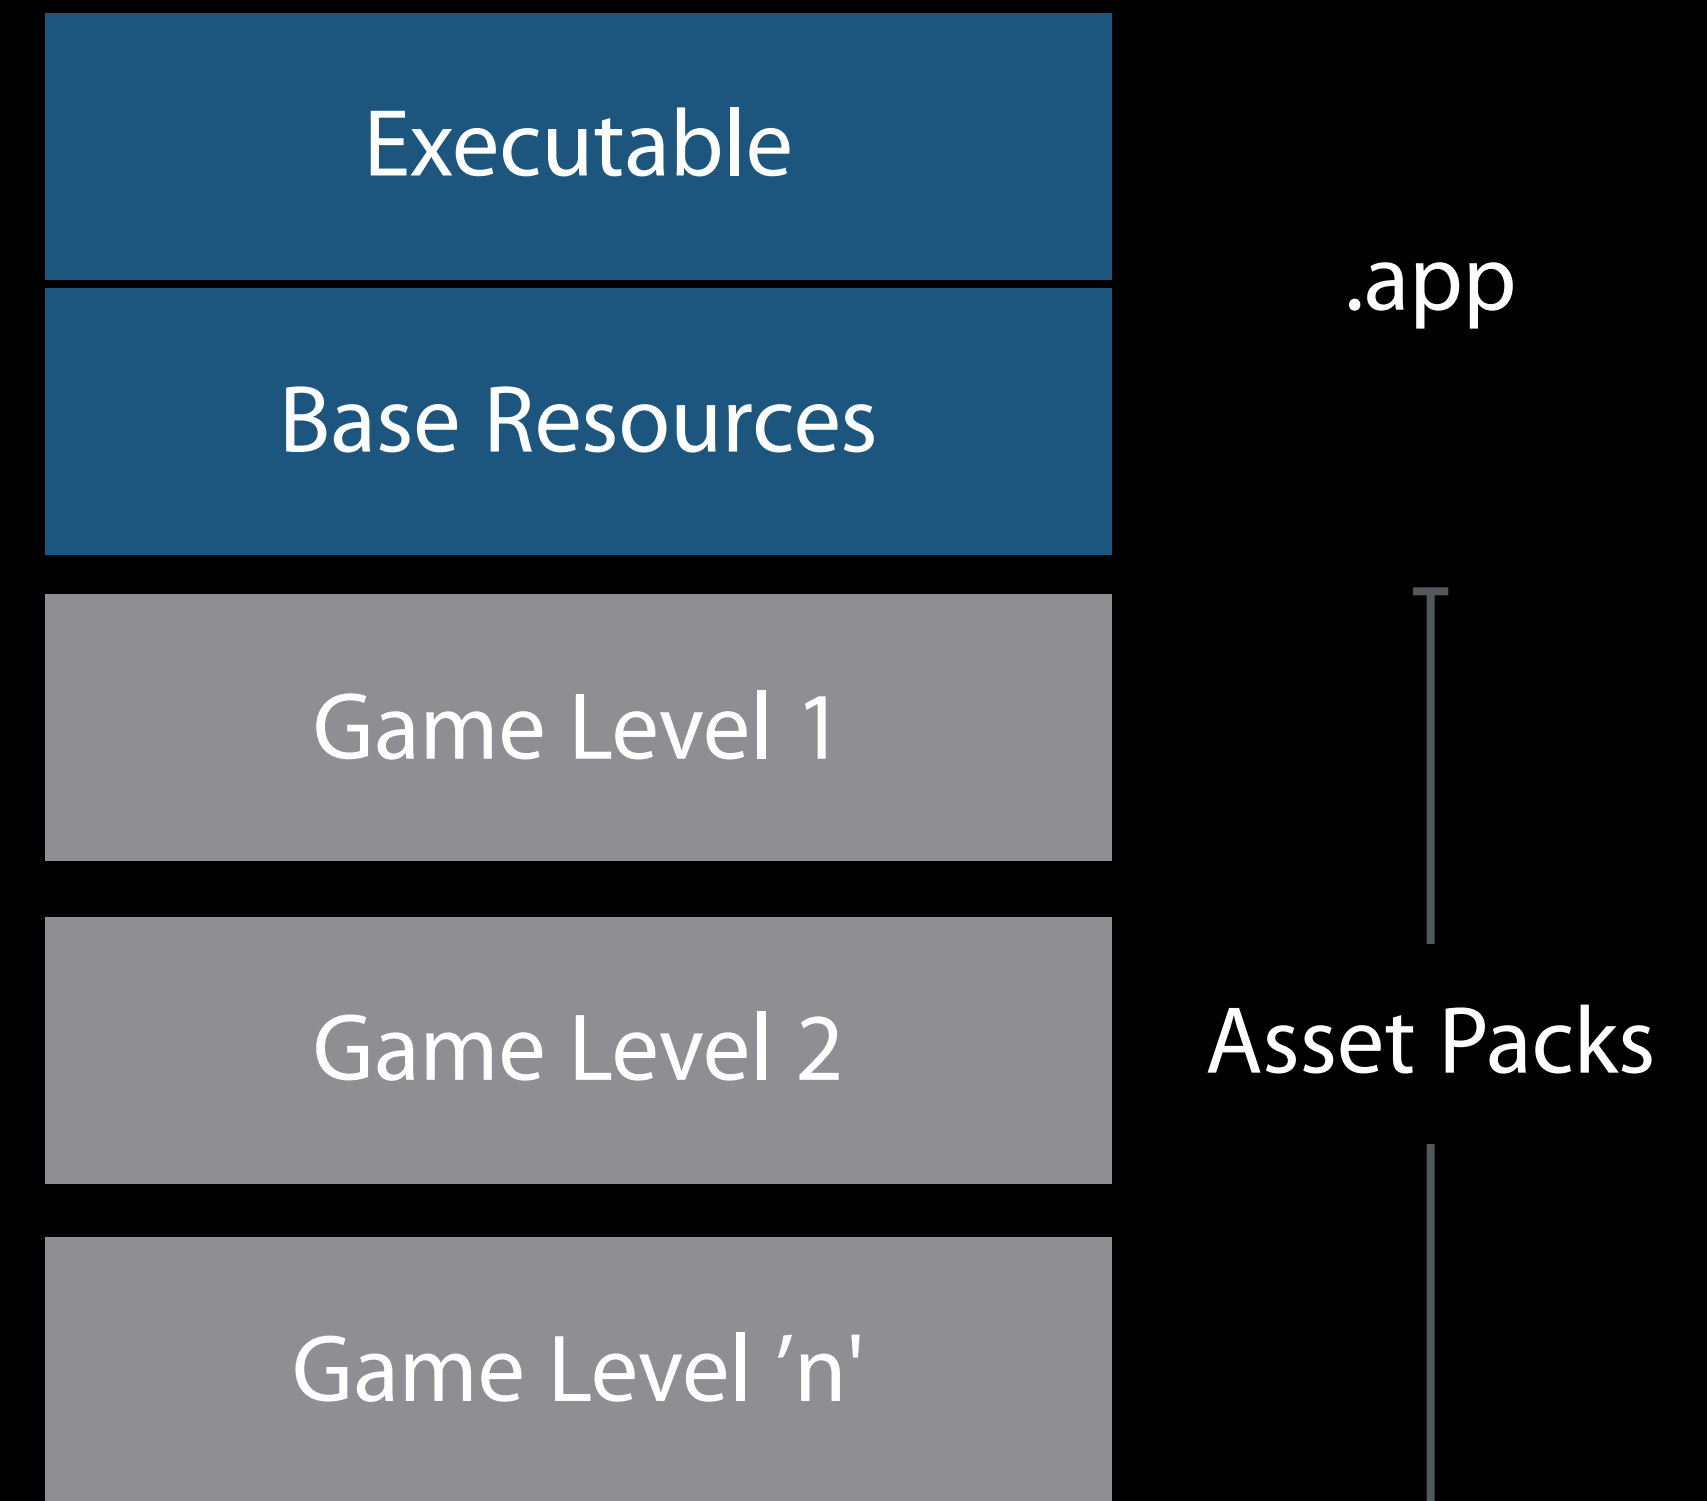 Executable
.app
Base Resources
Game Level 1
Game Level 2
Asset Packs
Game Level ’n'